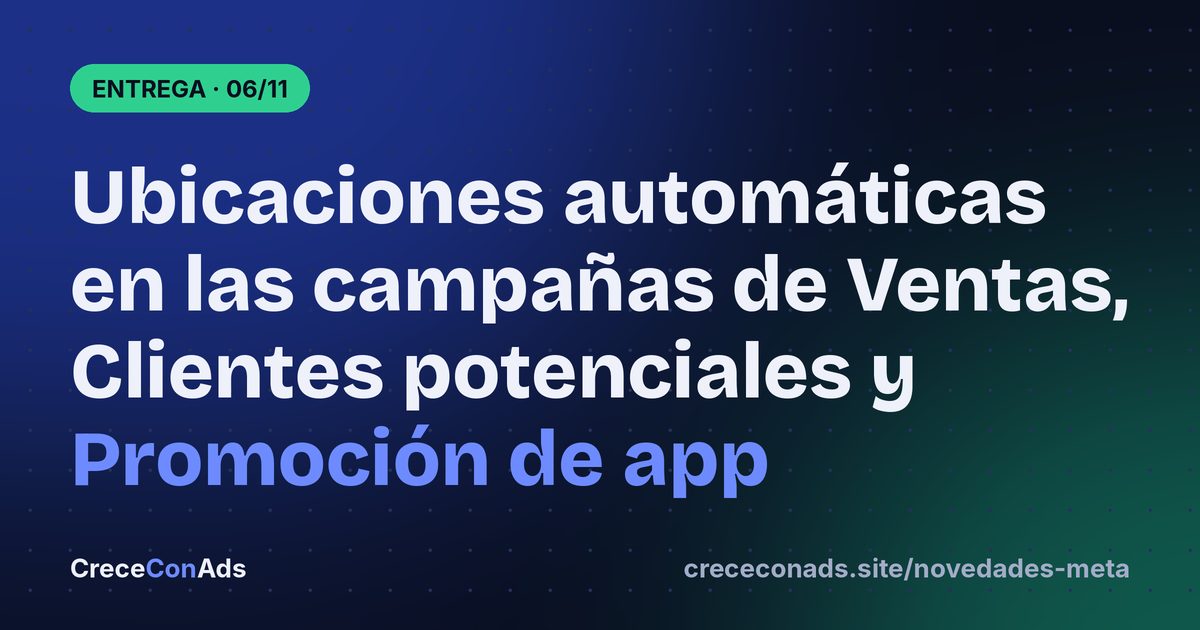 ENTREGA · 06/11
Ubicaciones automáticas
en las campañas de Ventas,
Clientes potenciales y
Promoción de app
CreceConAds
crececonads.site/novedades-meta